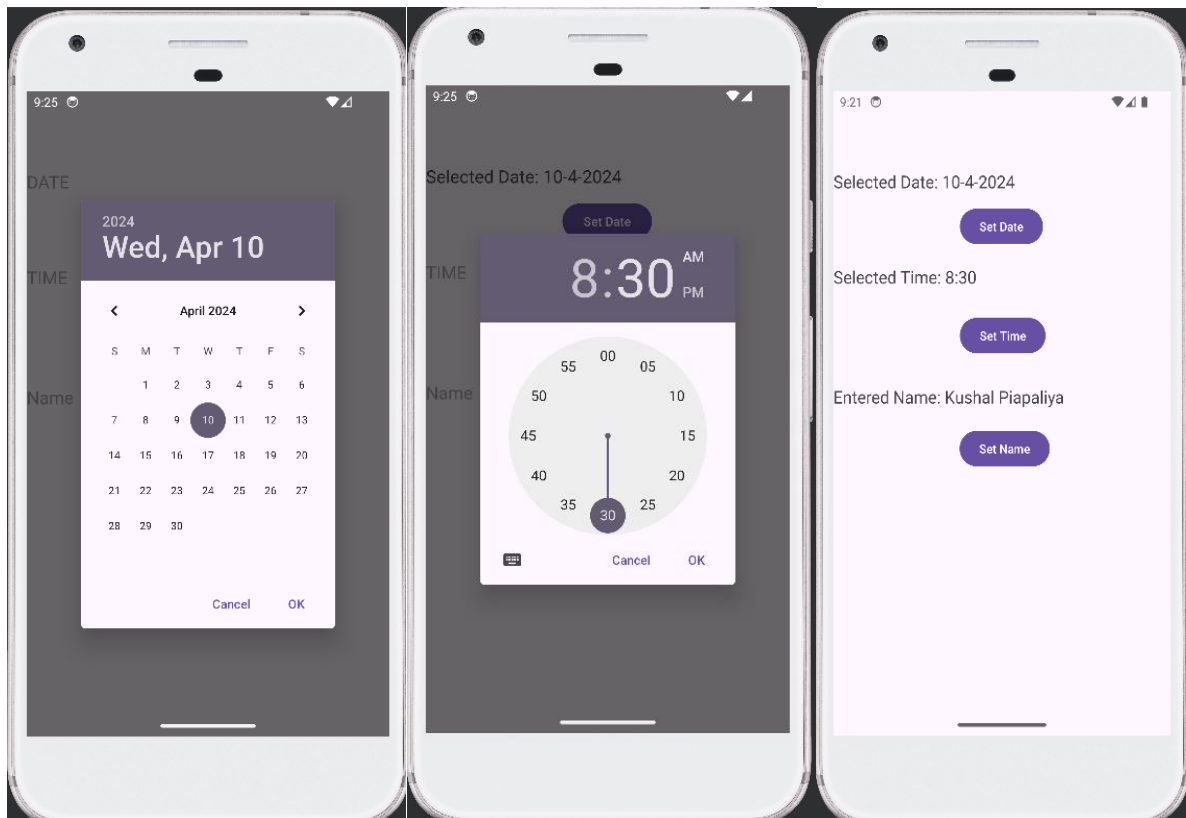 9:25
DATE
2024
Wed, Apr 10
TIME
April 2024
S M T W T F S
1 2 3 4 5 6
Name
7 8 9 10 11 12 13
14 15 16 17 18 19 20
21 22 23 24 25 26 27
28 29 30
Cancel OK
9:25
Selected Date: 10-4-2024
Set Date
TIME
8:30 AM
PM
00
55 05
50 10
Name
45 15
40 20
35 25
30
Cancel OK
9:21
Selected Date: 10-4-2024
Set Date
Selected Time: 8:30
Set Time
Entered Name: Kushal Piapaliya
Set Name